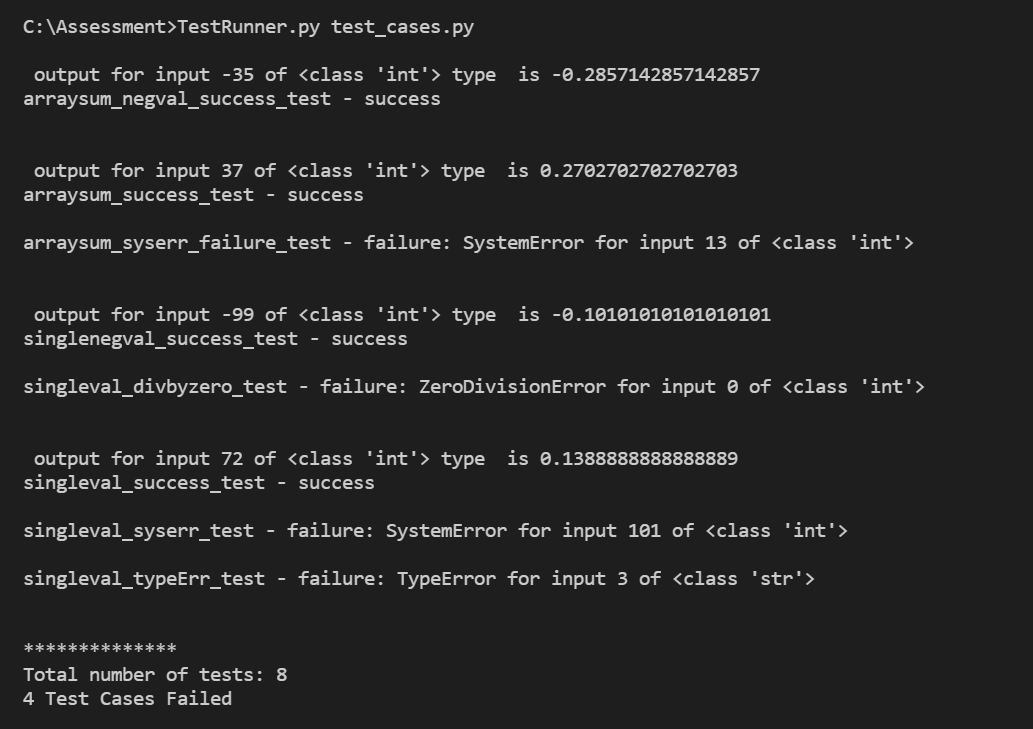 C:\Assessment>TestRunner.py test_cases.py
output for input -35 of <class 'int'> type  is -0.2857142857142857
arraysum_negval_success_test - success
output for input 37 of <class 'int'> type  is 0.2702702702702703
arraysum_success_test - success
arraysum_syserr_failure_test - failure: SystemError for input 13 of <class 'int'>
output for input -99 of <class 'int'> type  is -0.10101010101010101
singlenegval_success_test - success
singleval_divbyzero_test - failure: ZeroDivisionError for input 0 of <class 'int'>
output for input 72 of <class 'int'> type  is 0.1388888888888889
singleval_success_test - success
singleval_syserr_test - failure: SystemError for input 101 of <class 'int'>
singleval_typeErr_test - failure: TypeError for input 3 of <class 'str'>
**************
Total number of tests: 8
4 Test Cases Failed